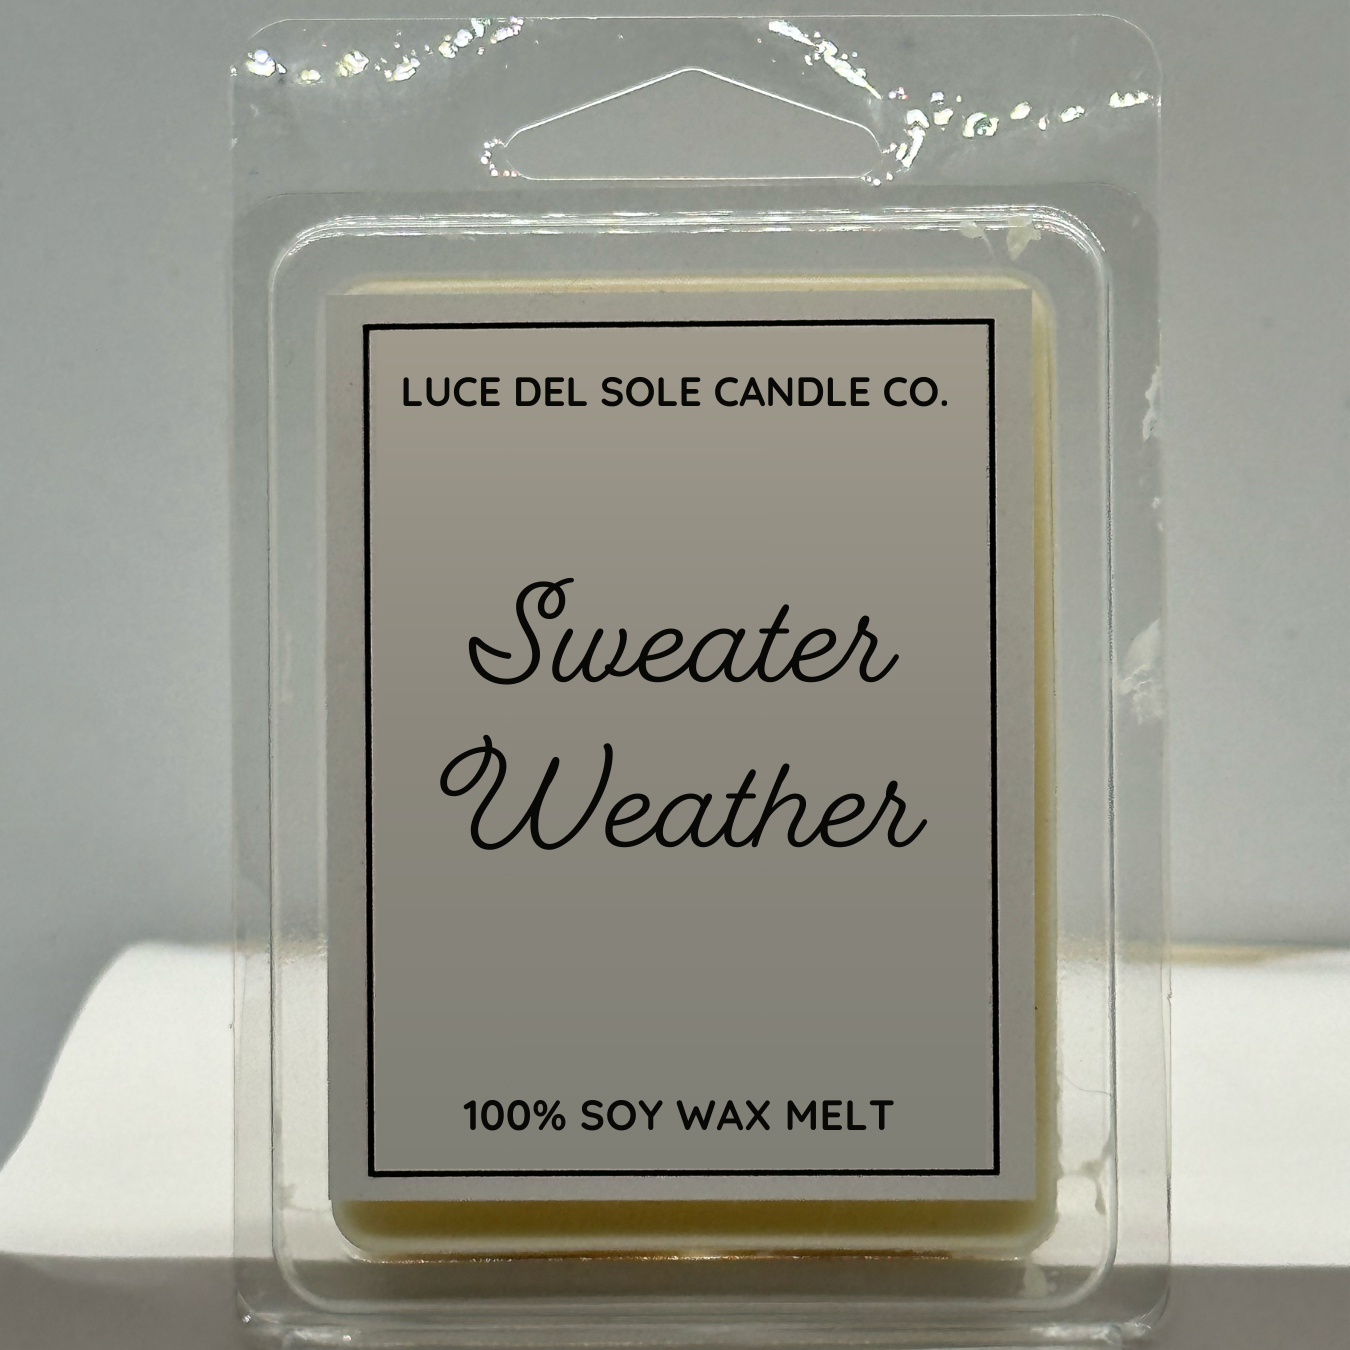 LUCE DEL SOLE CANDLE CO.
Sweater
Weather
100% SOY WAX MELT